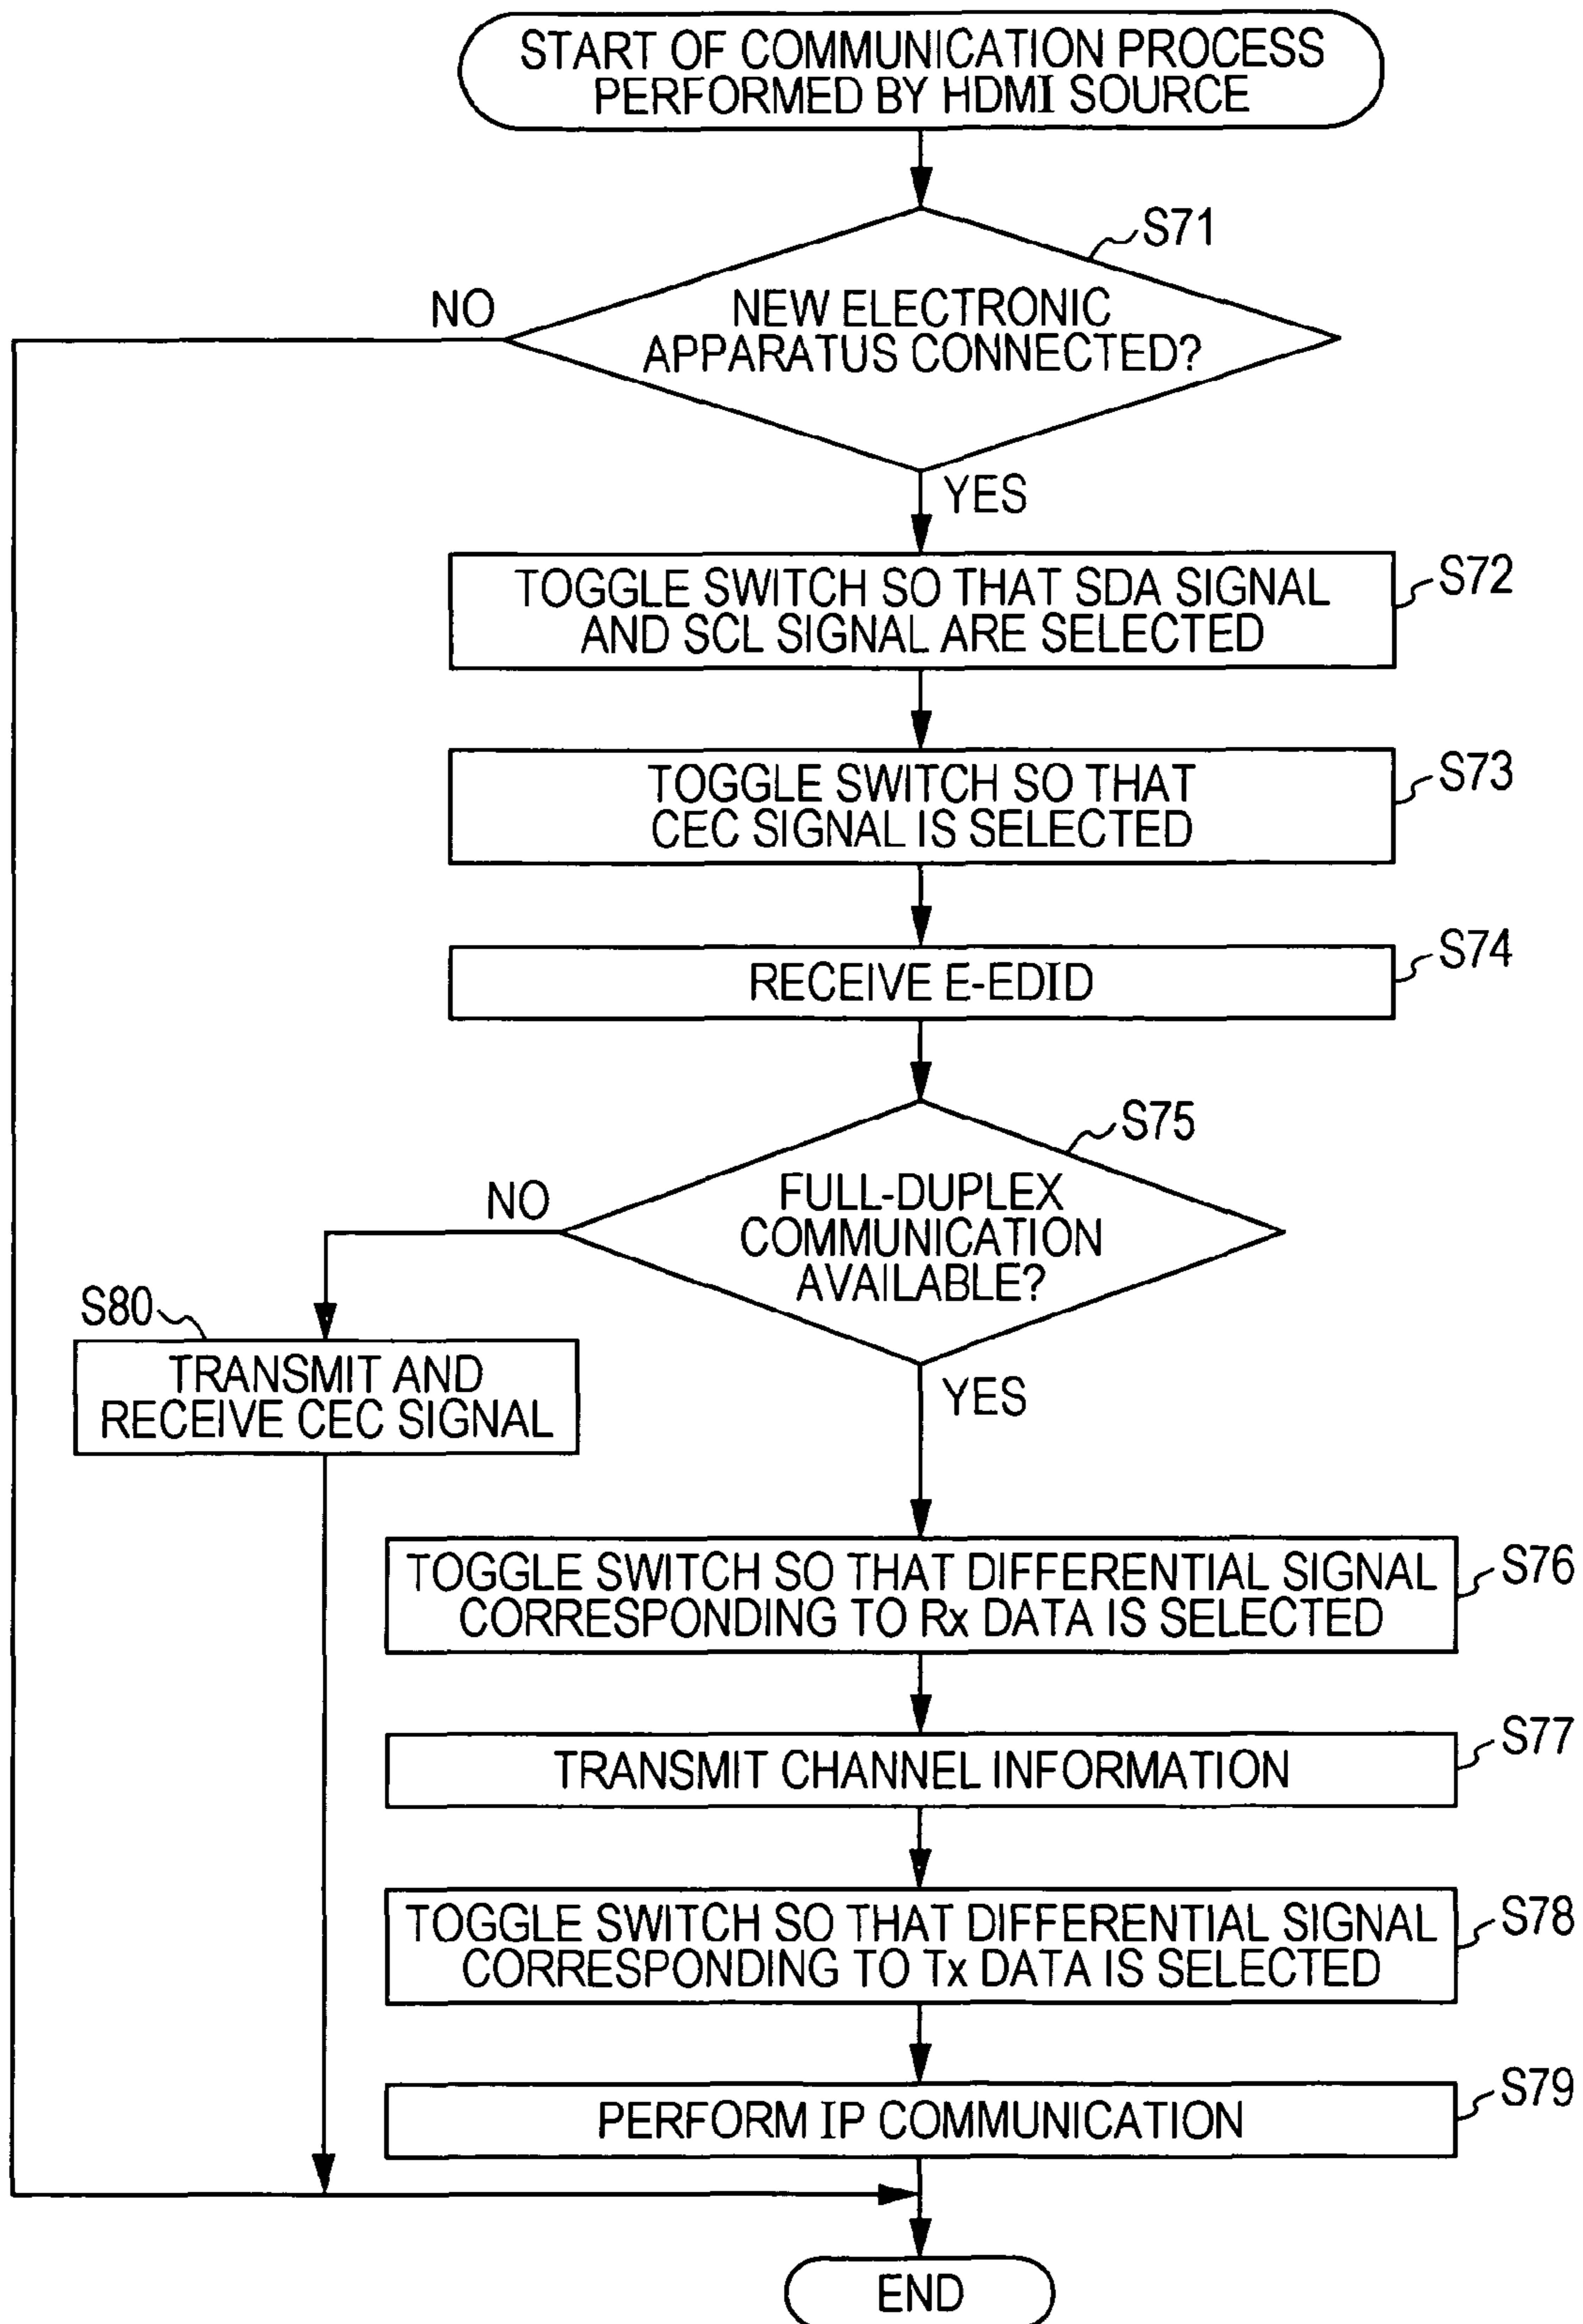 START OF COMMUNICATION PROCESS
PERFORMED BY HDMI SOURCE
S71
NO
NEW ELECTRONIC
APPARATUS CONNECTED?
YES
S72
TOGGLE SWITCH SO THAT SDA SIGNAL
AND SCL SIGNAL ARE SELECTED
S73
TOGGLE SWITCH SO THAT
CEC SIGNAL IS SELECTED
S74
RECEIVE E-EDID
S75
NO
FULL-DUPLEX
COMMUNICATION
AVAILABLE?
S80
TRANSMIT AND
RECEIVE CEC SIGNAL
YES
S76
TOGGLE SWITCH SO THAT DIFFERENTIAL SIGNAL
CORRESPONDING TO Rx DATA IS SELECTED
S77
TRANSMIT CHANNEL INFORMATION
S78
TOGGLE SWITCH SO THAT DIFFERENTIAL SIGNAL
CORRESPONDING TO Tx DATA IS SELECTED
S79
PERFORM IP COMMUNICATION
END